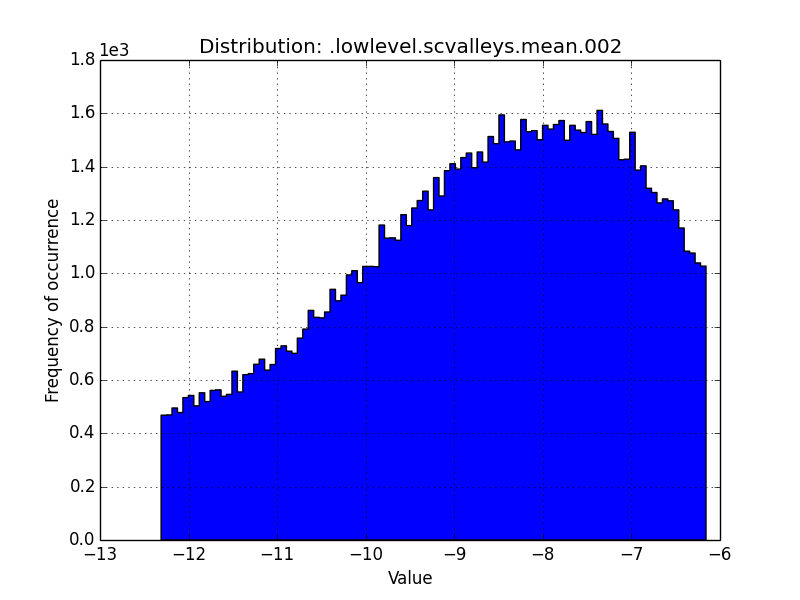 Distribution: .lowlevel.scvalleys.mean.002
1e3
1.8
1.6
1.4
1.2
1.0
0.8
0.6
0.4
0.2
0.0
Frequency of occurrence
−13 −12 −11 −10 −9 −8 −7 −6
Value